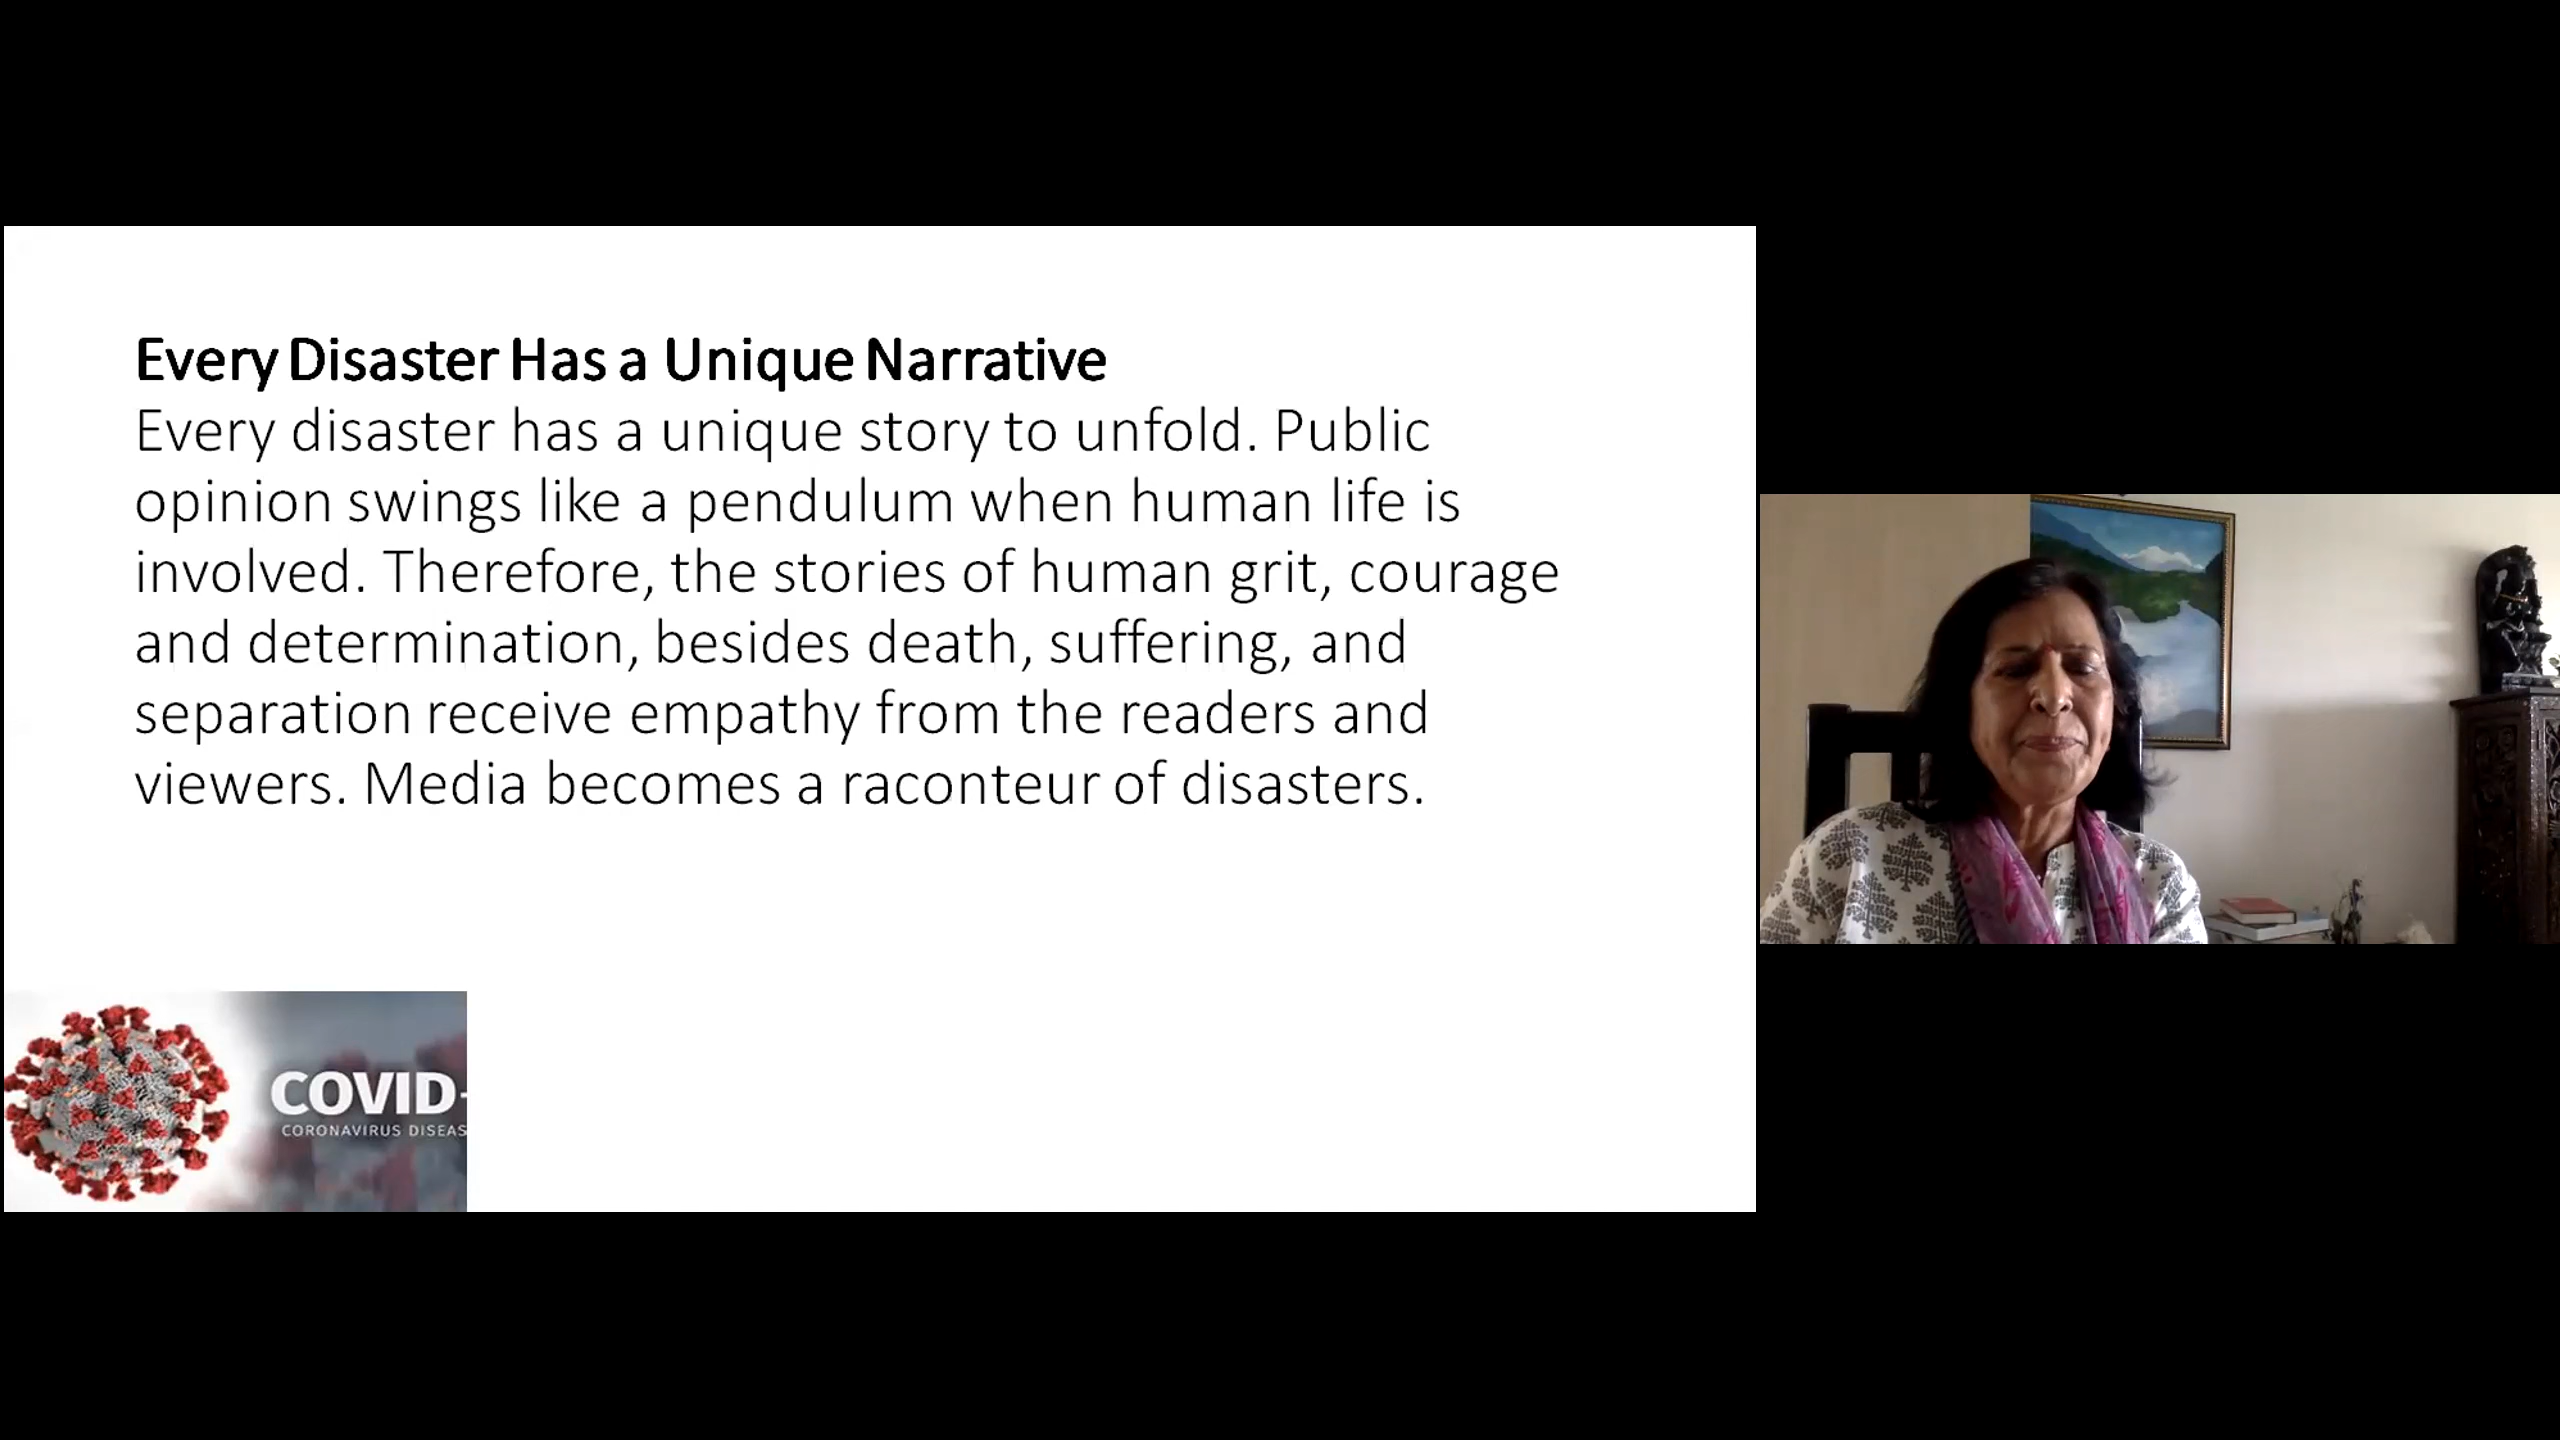 Every Disaster Has a Unique Narrative
Every disaster has a unique story to unfold. Public
opinion swings like a pendulum when human life is
involved. Therefore, the stories of human grit, courage
and determination, besides death, suffering, and
separation receive empathy from the readers and
viewers. Media becomes a raconteur of disasters.
COVID-
CORONAVIRUS DISEAS